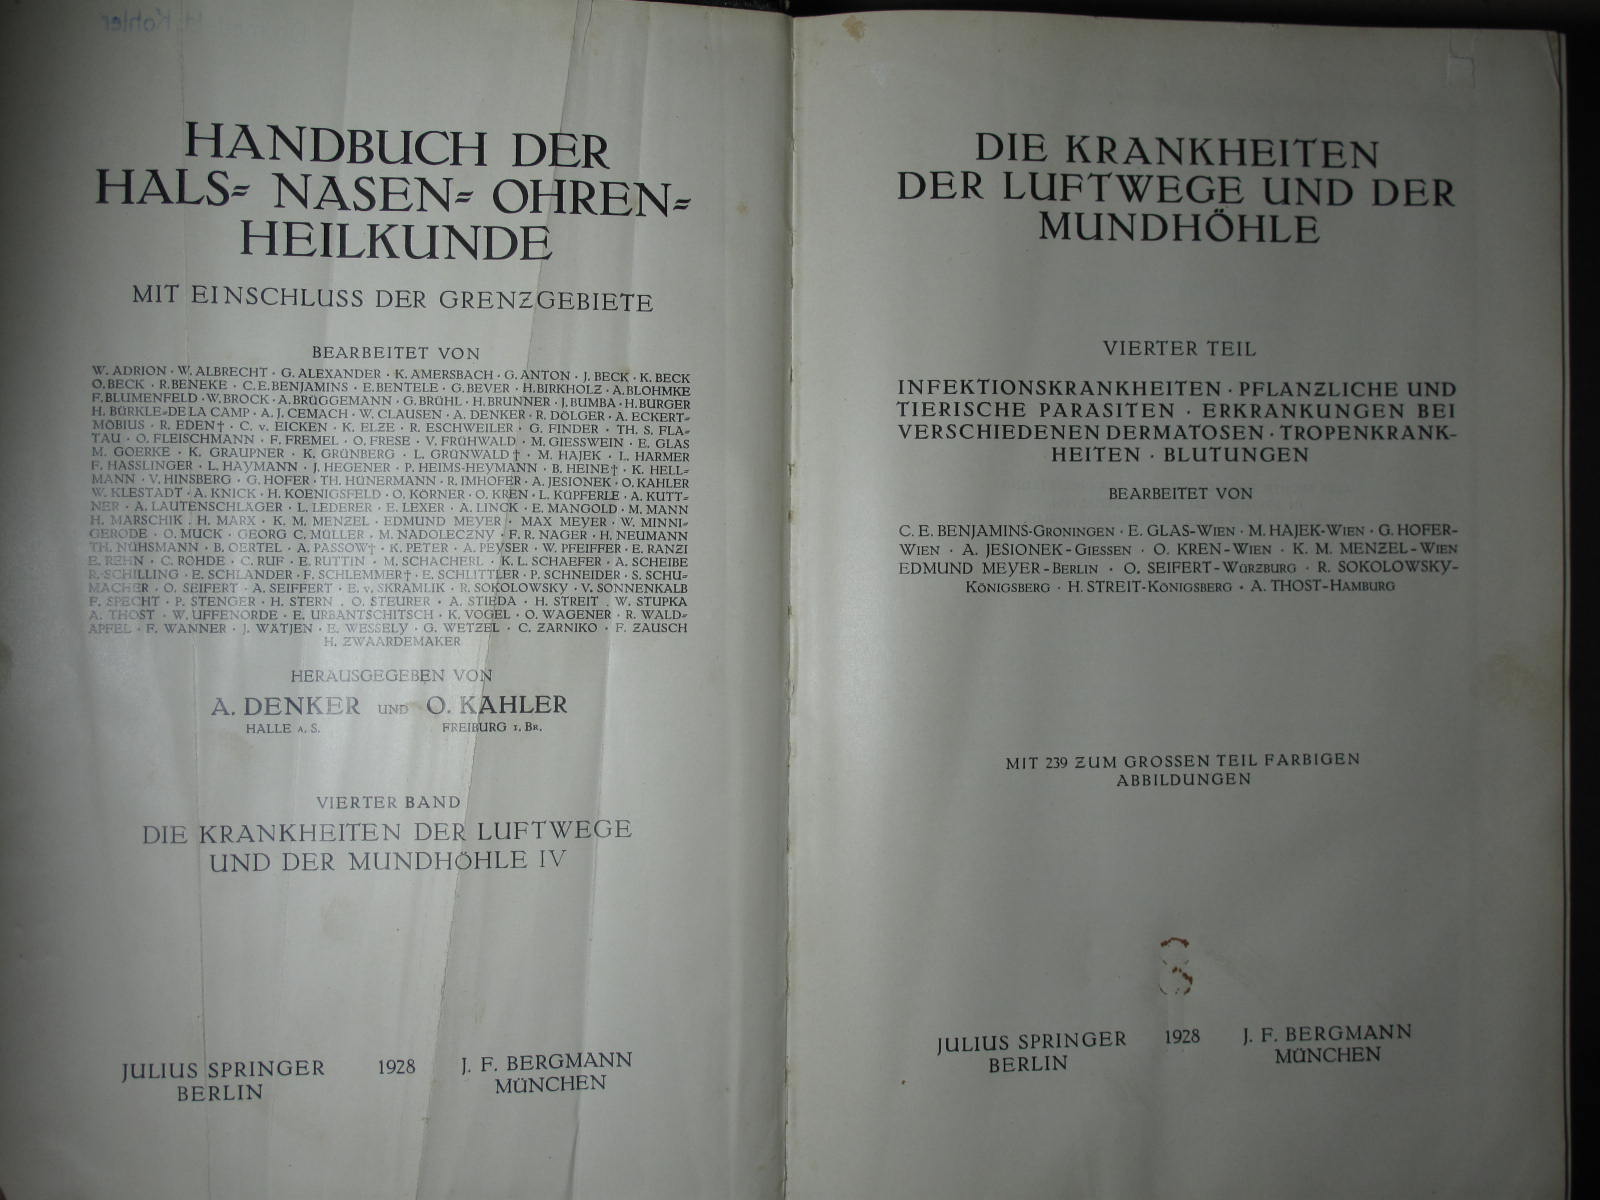 Kohler
HANDBUCH DER
HALS- NASEN- OHREN-
HEILKUNDE
MIT EINSCHLUSS DER GRENZGEBIETE
BEARBEITET VON
W. ADRION · W. ALBRECHT · G. ALEXANDER · K. AMERSBACH · G. ANTON · J. BECK · K. BECK
O. BECK · R. BENEKE · C. E. BENJAMINS · E. BENTELE · G. BEVER · H. BIRKHOLZ · A. BLOHMKE
F. BLUMENFELD · W. BROCK · A. BRÜGGEMANN · G. BRÜHL · H. BRUNNER · J. BUMBA · H. BURGER
H. BÜRKLE-DE LA CAMP · A. J. CEMACH · W. CLAUSEN · A. DENKER · R. DÖLGER · A. ECKERT-
MÖBIUS · R. EDEN† · C. v. EICKEN · K. ELZE · R. ESCHWEILER · G. FINDER · TH. S. FLA-
TAU · O. FLEISCHMANN · F. FREMEL · O. FRESE · V. FRÜHWALD · M. GIESSWEIN · E. GLAS
M. GOERKE · K. GRAUPNER · K. GRÜNBERG · L. GRÜNWALD† · M. HAJEK · L. HARMER
F. HASSLINGER · L. HAYMANN · J. HEGENER · P. HEIMS-HEYMANN · B. HEINE† · K. HELL-
MANN · V. HINSBERG · G. HOFER · TH. HÜNERMANN · R. IMHOFER · A. JESIONEK · O. KAHLER
W. KLESTADT · A. KNICK · H. KOENIGSFELD · O. KÖRNER · O. KREN · L. KÜPFERLE · A. KUTT-
NER · A. LAUTENSCHLÄGER · L. LEDERER · E. LEXER · A. LINCK · E. MANGOLD · M. MANN
H. MARSCHIK · H. MARX · K. M. MENZEL · EDMUND MEYER · MAX MEYER · W. MINNI-
GERODE · O. MUCK · GEORG C. MÜLLER · M. NADOLECZNY · F. R. NAGER · H. NEUMANN
TH. NÜHSMANN · B. OERTEL · A. PASSOW† · K. PETER · A. PEYSER · W. PFEIFFER · E. RANZI
E. REHN · C. ROHDE · C. RUF · E. RUTTIN · M. SCHACHERL · K. L. SCHAEFER · A. SCHEIBE
R. SCHILLING · E. SCHLANDER · F. SCHLEMMER† · E. SCHLITTLER · P. SCHNEIDER · S. SCHU-
MACHER · O. SEIFERT · A. SEIFFERT · E. v. SKRAMLIK · R. SOKOLOWSKY · V. SONNENKALB
F. SPECHT · P. STENGER · H. STERN · O. STEURER · A. STIEDA · H. STREIT · W. STUPKA
A. THOST · W. UFFENORDE · E. URBANTSCHITSCH · K. VOGEL · O. WAGENER · R. WALD-
APFEL · F. WANNER · J. WÄTJEN · E. WESSELY · G. WETZEL · C. ZARNIKO · F. ZAUSCH
H. ZWAARDEMAKER
HERAUSGEGEBEN VON
A. DENKER UND O. KAHLER
HALLE A. S. FREIBURG I. BR.
VIERTER BAND
DIE KRANKHEITEN DER LUFTWEGE
UND DER MUNDHÖHLE IV
JULIUS SPRINGER 1928 J. F. BERGMANN
BERLIN MÜNCHEN
DIE KRANKHEITEN
DER LUFTWEGE UND DER
MUNDHÖHLE
VIERTER TEIL
INFEKTIONSKRANKHEITEN · PFLANZLICHE UND
TIERISCHE PARASITEN · ERKRANKUNGEN BEI
VERSCHIEDENEN DERMATOSEN · TROPENKRANK-
HEITEN · BLUTUNGEN
BEARBEITET VON
C. E. BENJAMINS-GRONINGEN · E. GLAS-WIEN · M. HAJEK-WIEN · G. HOFER-
WIEN · A. JESIONEK-GIESSEN · O. KREN-WIEN · K. M. MENZEL-WIEN
EDMUND MEYER-BERLIN · O. SEIFERT-WÜRZBURG · R. SOKOLOWSKY-
KÖNIGSBERG · H. STREIT-KÖNIGSBERG · A. THOST-HAMBURG
MIT 239 ZUM GROSSEN TEIL FARBIGEN
ABBILDUNGEN
JULIUS SPRINGER 1928 J. F. BERGMANN
BERLIN MÜNCHEN